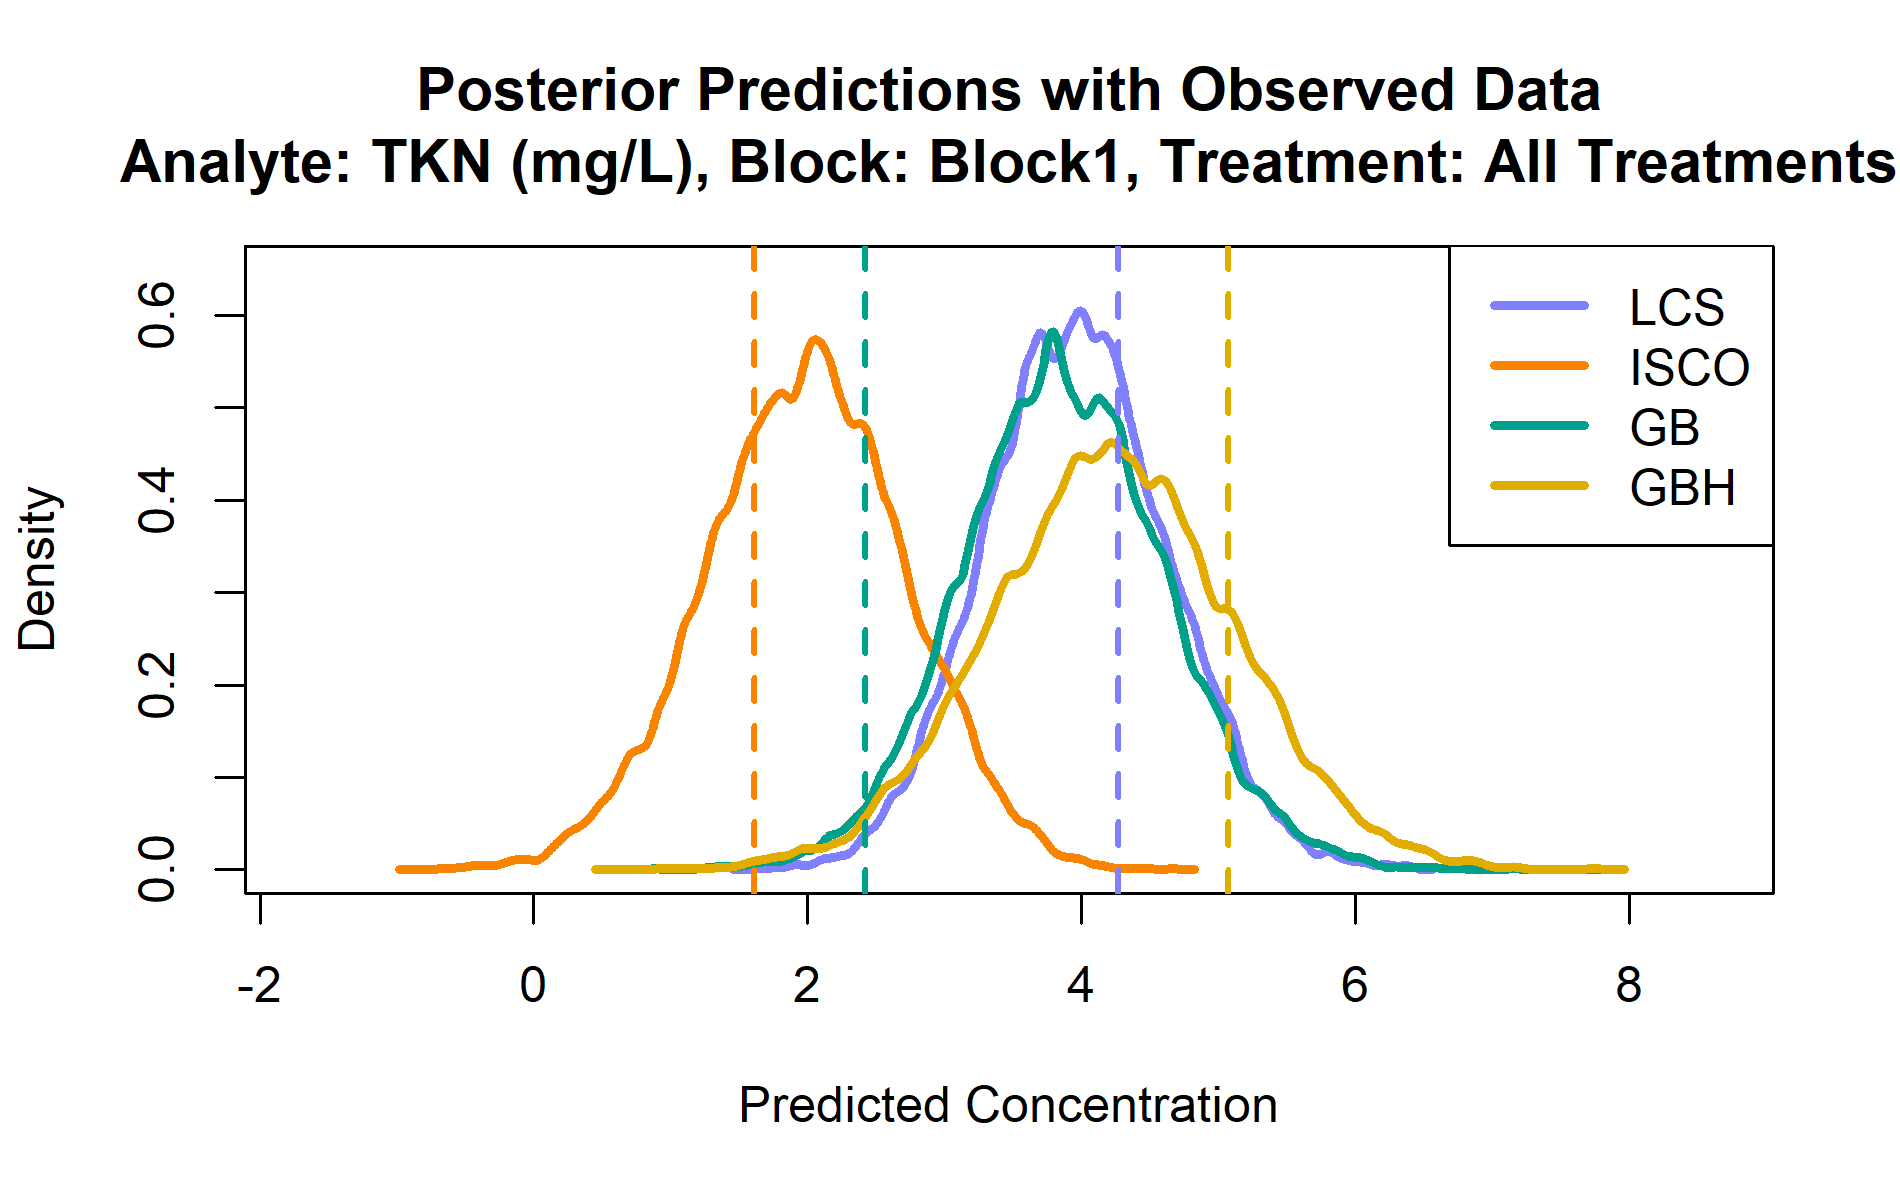 Posterior Predictions with Observed Data
Analyte: TKN (mg/L), Block: Block1, Treatment: All Treatments
LCS
ISCO
GB
GBH
Density
0.6
0.4
0.2
0.0
-2 0 2 4 6 8
Predicted Concentration